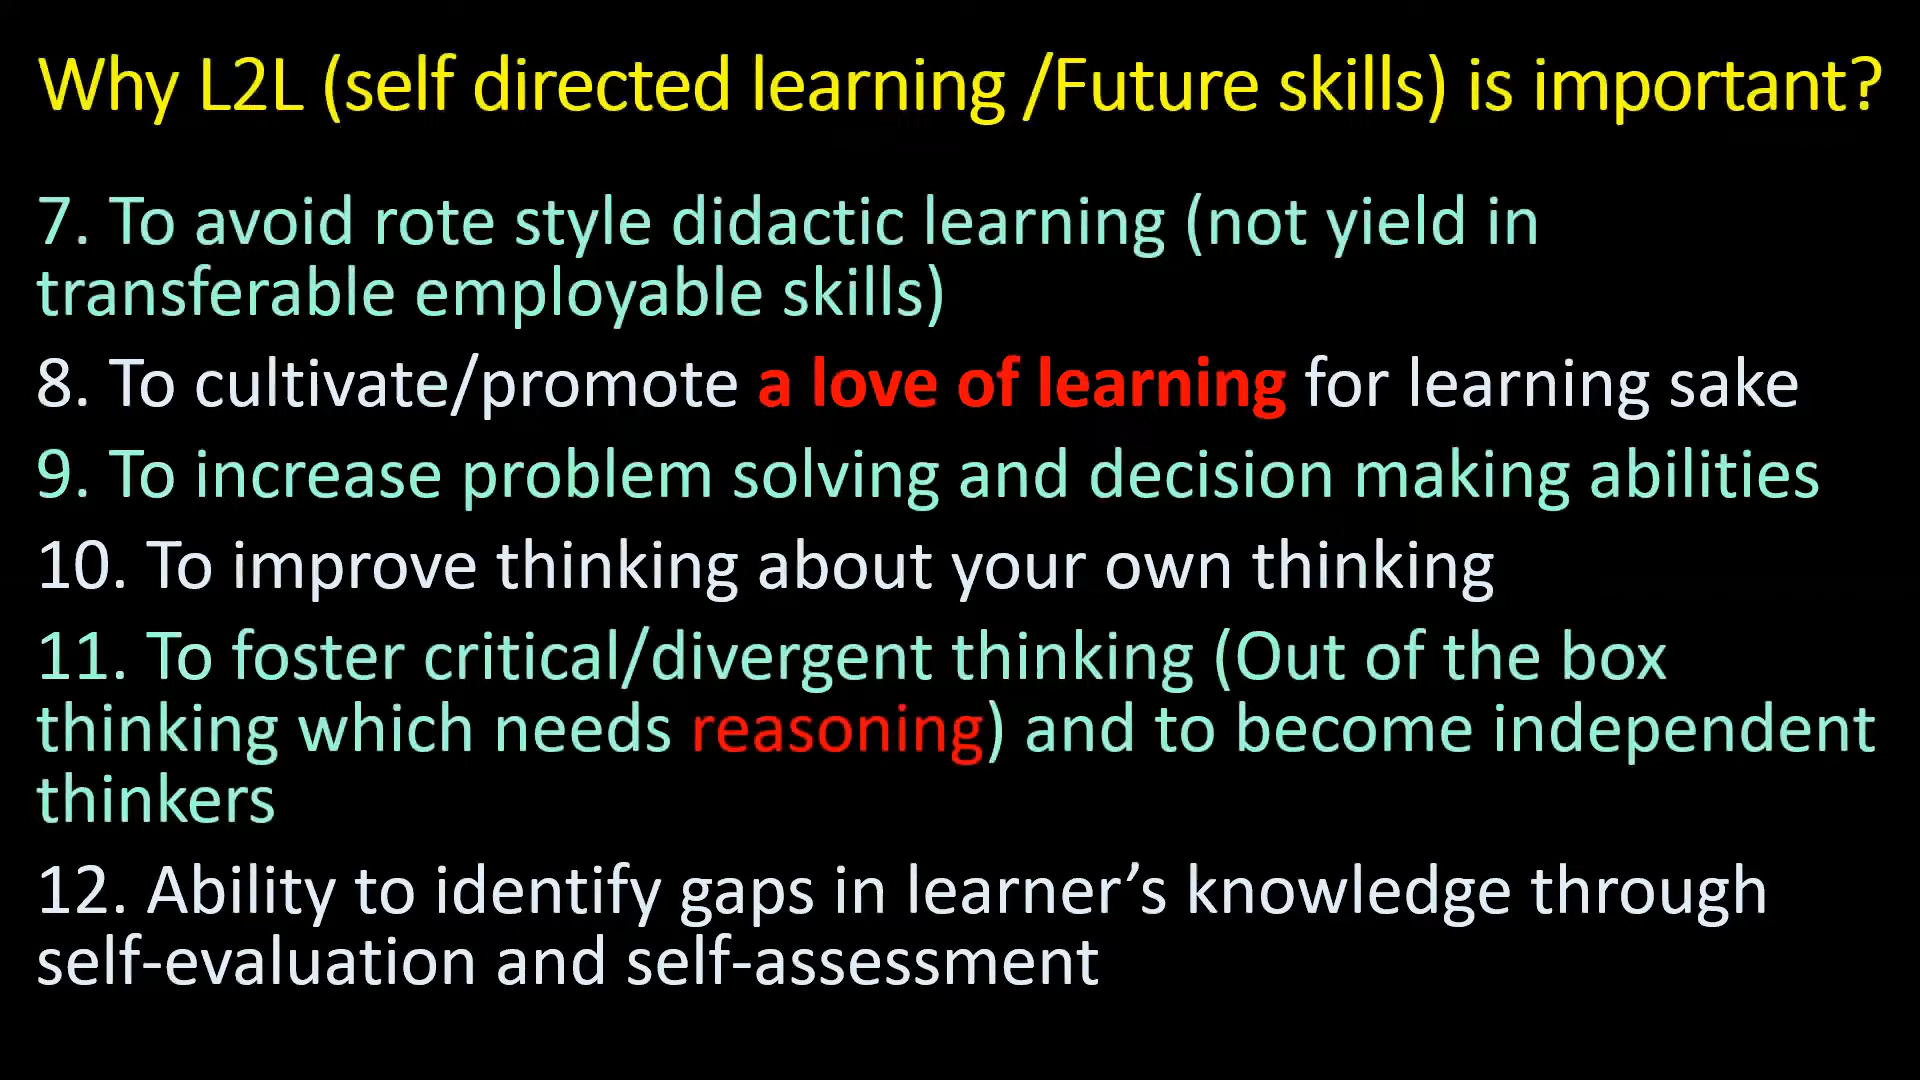 Why L2L (self directed learning /Future skills) is important?
7. To avoid rote style didactic learning (not yield in
transferable employable skills)
8. To cultivate/promote a love of learning for learning sake
9. To increase problem solving and decision making abilities
10. To improve thinking about your own thinking
11. To foster critical/divergent thinking (Out of the box
thinking which needs reasoning) and to become independent
thinkers
12. Ability to identify gaps in learner’s knowledge through
self-evaluation and self-assessment